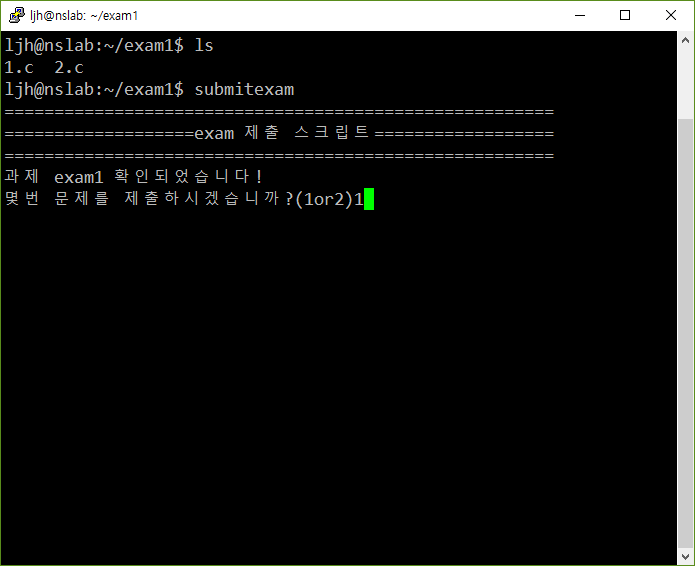 ljh@nslab: ~/exam1
ljh@nslab:~/exam1$ ls
1.c  2.c
ljh@nslab:~/exam1$ submitexam
=======================================================
===================exam 제출 스크립트==================
=======================================================
과제 exam1 확인되었습니다!
몇번 문제를 제출하시겠습니까?(1or2)1